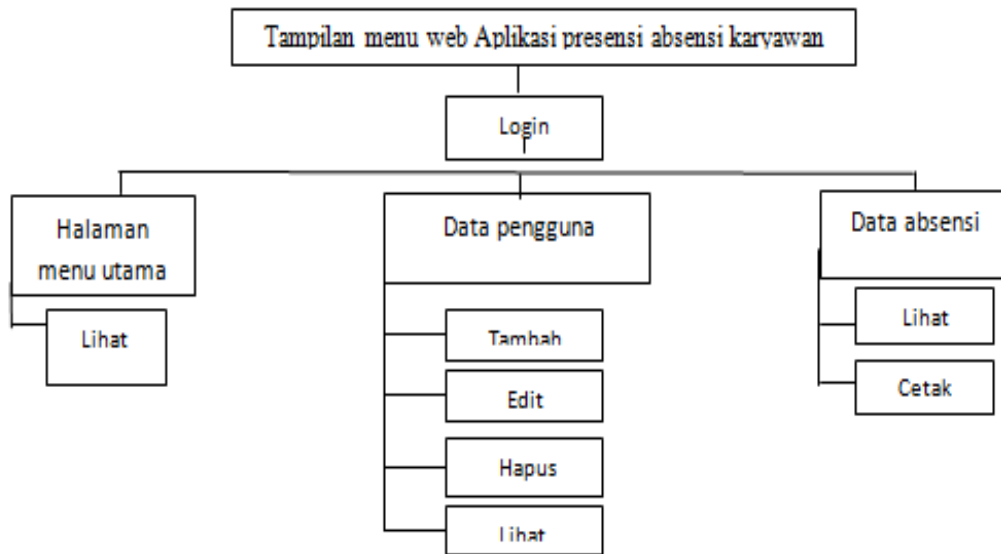 Tampilan menu web Aplikasi presensi absensi karyawan
Login
Halaman
menu utama
Lihat
Data pengguna
Tambah
Edit
Hapus
Lihat
Data absensi
Lihat
Cetak